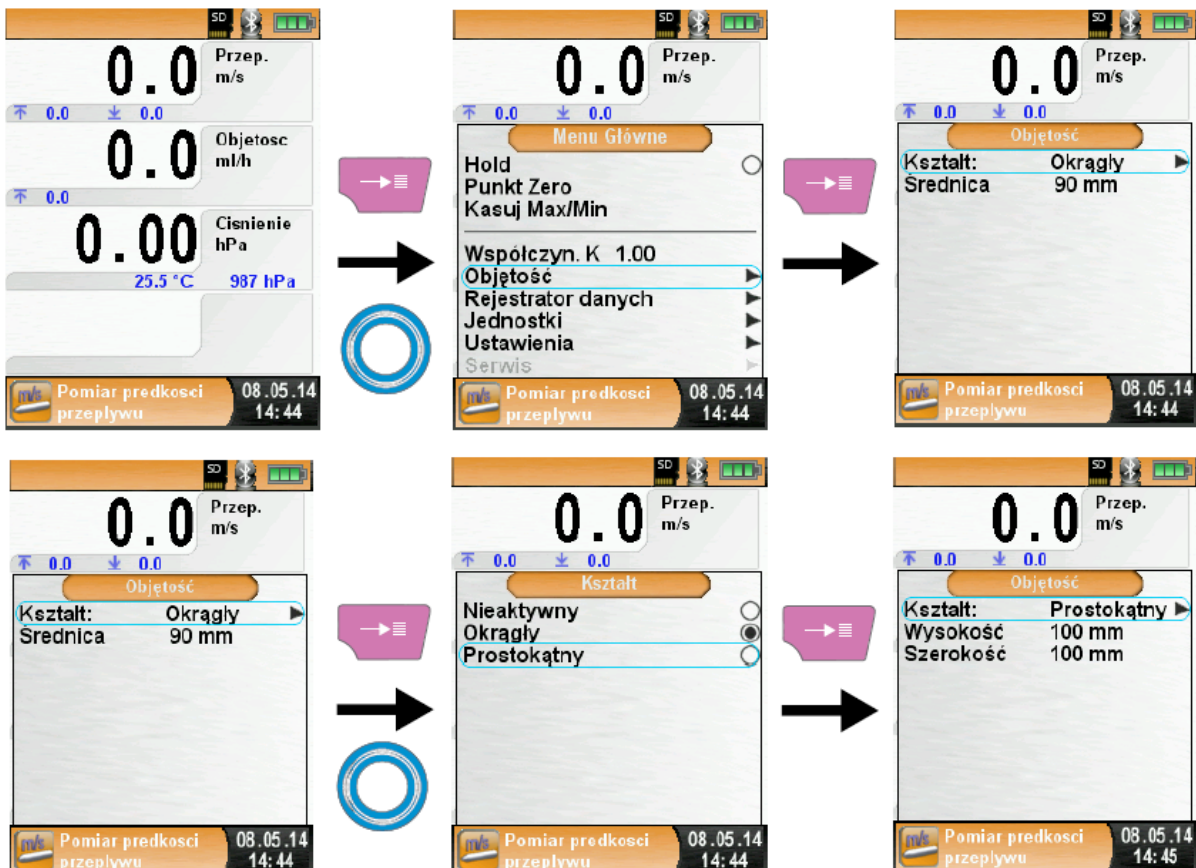 SD
0.0
Przep.
m/s
0.0 0.0
0.0
Objetosc
ml/h
0.0
0.00
Cisnienie
hPa
25.5 °C 987 hPa
m/s Pomiar predkosci
przeplywu
08.05.14
14:44
SD
0.0
Przep.
m/s
0.0 0.0
Menu Główne
Hold
Punkt Zero
Kasuj Max/Min
Współczyn. K 1.00
Objętość
Rejestrator danych
Jednostki
Ustawienia
Serwis
m/s Pomiar predkosci
przeplywu
08.05.14
14:44
SD
0.0
Przep.
m/s
0.0 0.0
Objętość
Kształt: Okrągły
Średnica 90 mm
m/s Pomiar predkosci
przeplywu
08.05.14
14:44
SD
0.0
Przep.
m/s
0.0 0.0
Objętość
Kształt: Okrągły
Średnica 90 mm
m/s Pomiar predkosci
przeplywu
08.05.14
14:44
SD
0.0
Przep.
m/s
0.0 0.0
Kształt
Nieaktywny
Okrągły
Prostokątny
m/s Pomiar predkosci
przeplywu
08.05.14
14:44
SD
0.0
Przep.
m/s
0.0 0.0
Objętość
Kształt: Prostokątny
Wysokość 100 mm
Szerokość 100 mm
m/s Pomiar predkosci
przeplywu
08.05.14
14:45